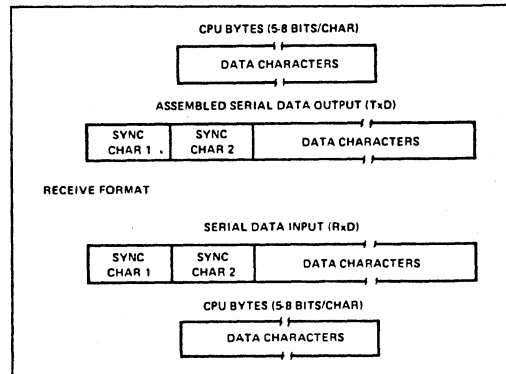 CPU BYTES (5-8 BITS/CHAR)
DATA CHARACTERS
ASSEMBLED SERIAL DATA OUTPUT (TxD)
SYNC CHAR 1
SYNC CHAR 2
DATA CHARACTERS
RECEIVE FORMAT
SERIAL DATA INPUT (RxD)
SYNC CHAR 1
SYNC CHAR 2
DATA CHARACTERS
CPU BYTES (5-8 BITS/CHAR)
DATA CHARACTERS